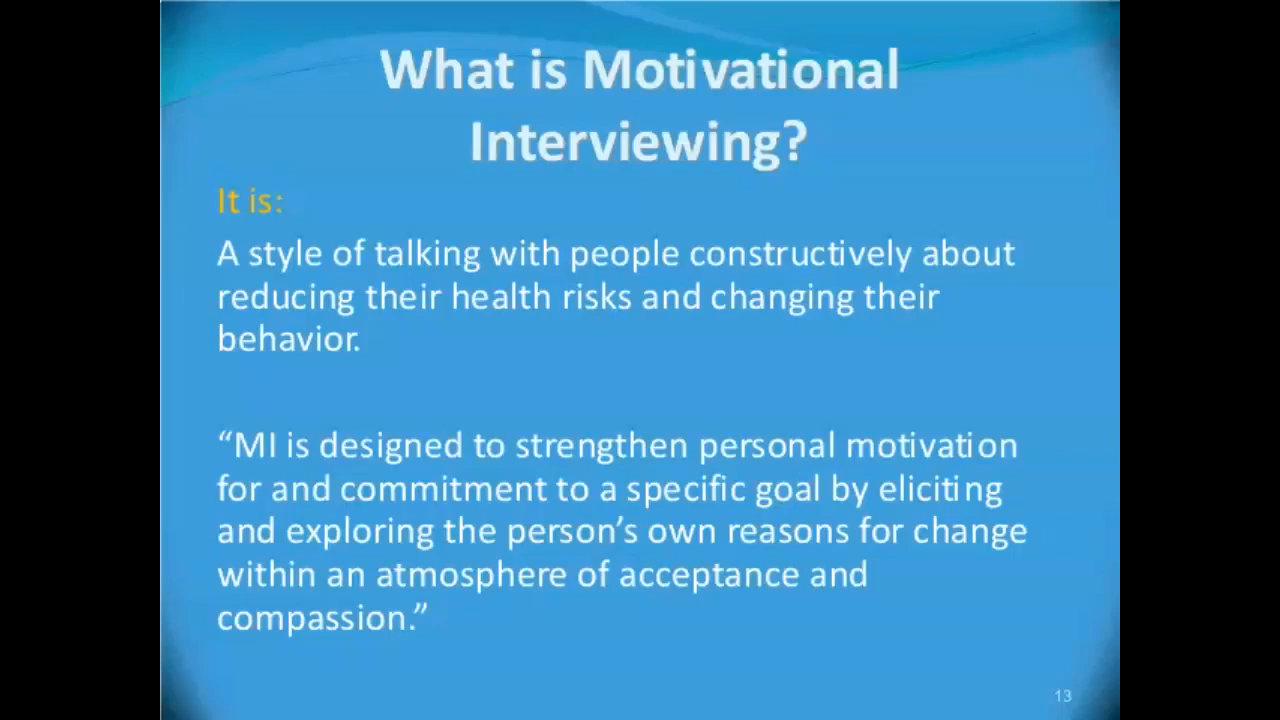 What is Motivational
Interviewing?
It is:
A style of talking with people constructively about
reducing their health risks and changing their
behavior.
“MI is designed to strengthen personal motivation
for and commitment to a specific goal by eliciting
and exploring the person’s own reasons for change
within an atmosphere of acceptance and
compassion.”
13